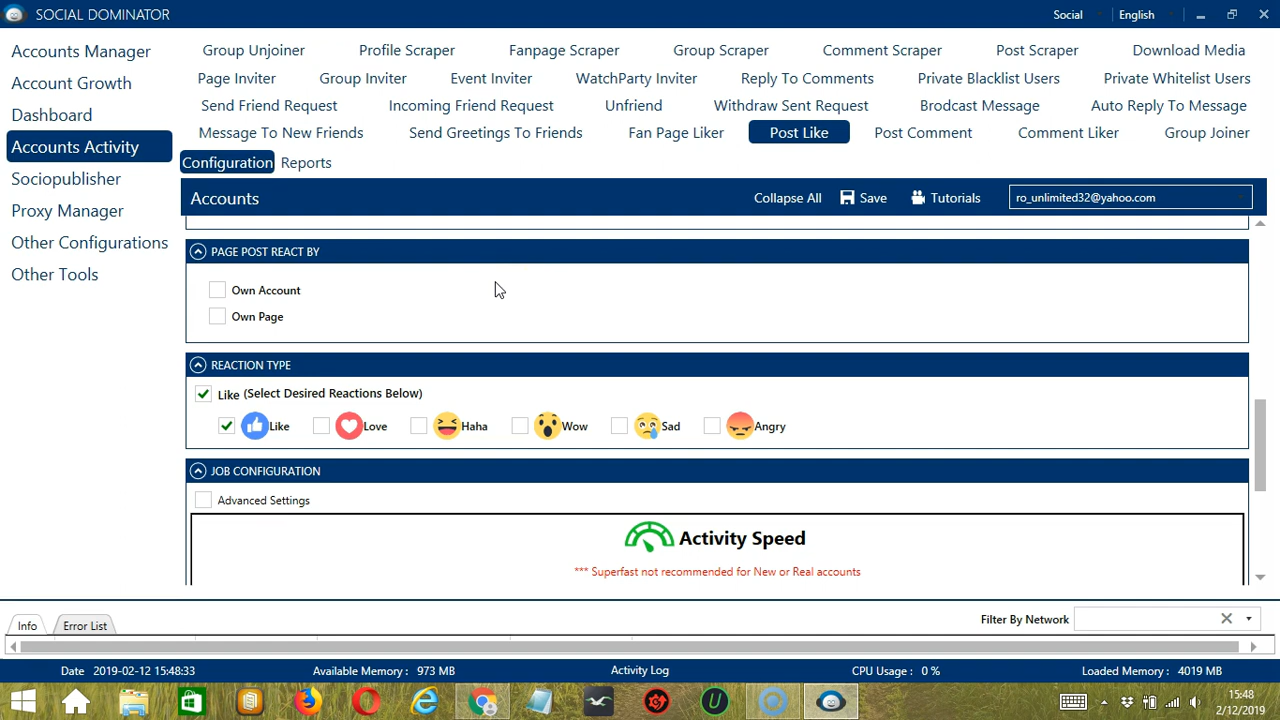 SOCIAL DOMINATOR
Social
English
Accounts Manager
Account Growth
Dashboard
Accounts Activity
Sociopublisher
Proxy Manager
Other Configurations
Other Tools
Group Unjoiner Profile Scraper Fanpage Scraper Group Scraper Comment Scraper Post Scraper Download Media
Page Inviter Group Inviter Event Inviter WatchParty Inviter Reply To Comments Private Blacklist Users Private Whitelist Users
Send Friend Request Incoming Friend Request Unfriend Withdraw Sent Request Brodcast Message Auto Reply To Message
Message To New Friends Send Greetings To Friends Fan Page Liker Post Like Post Comment Comment Liker Group Joiner
Configuration Reports
Accounts Collapse All Save Tutorials ro_unlimited32@yahoo.com
PAGE POST REACT BY
Own Account
Own Page
REACTION TYPE
Like (Select Desired Reactions Below)
Like Love Haha Wow Sad Angry
JOB CONFIGURATION
Advanced Settings
Activity Speed
*** Superfast not recommended for New or Real accounts
Info Error List Filter By Network
Date 2019-02-12 15:48:33 Available Memory : 973 MB Activity Log CPU Usage : 0 % Loaded Memory : 4019 MB
15:48
2/12/2019